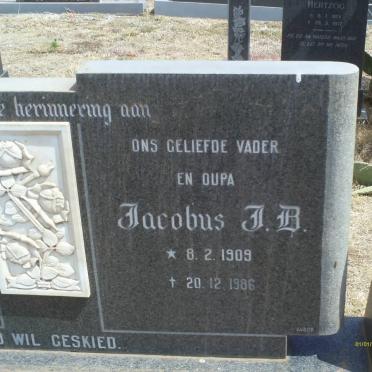 HERTZOG
herinnering aan
ONS GELIEFDE VADER
EN OUPA
Jacobus J.B.
★ 8.2.1909
✝ 20.12.1986
WIL GESKIED..